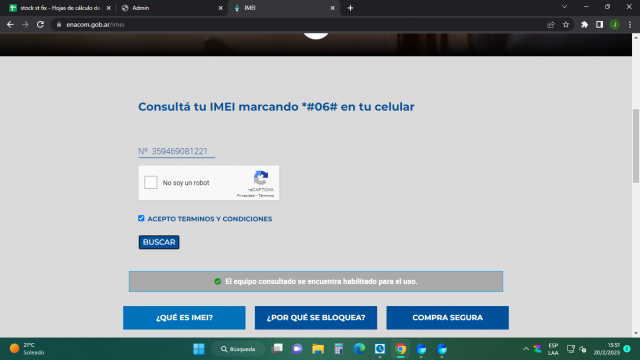 stock st fix - Hojas de cálculo de
Admin
IMEI
enacom.gob.ar/imei
J
Consultá tu IMEI marcando *#06# en tu celular
Nº 359469081221
No soy un robot
reCAPTCHA
Privacidad - Términos
ACEPTO TERMINOS Y CONDICIONES
BUSCAR
El equipo consultado se encuentra habilitado para el uso.
¿QUÉ ES IMEI?
¿POR QUÉ SE BLOQUEA?
COMPRA SEGURA
21°C
Soleado
Búsqueda
ESP
LAA
15:51
20/2/2023